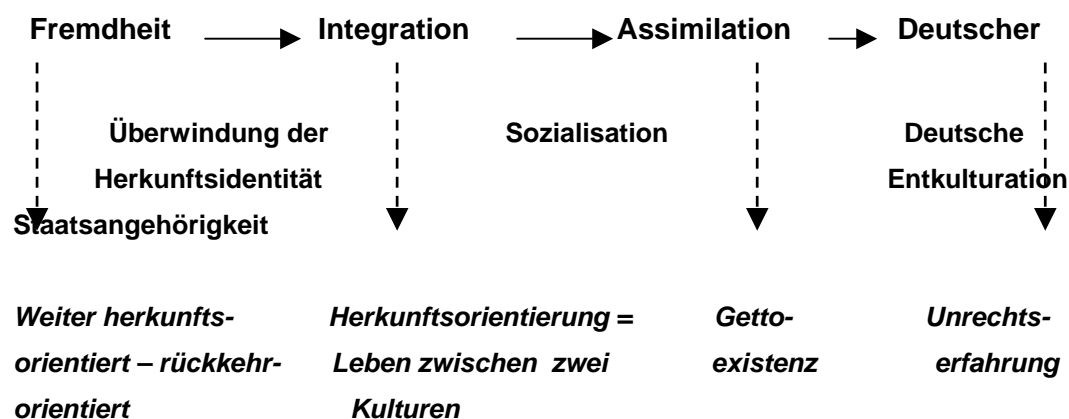 Fremdheit Integration Assimilation Deutscher
Überwindung der Sozialisation Deutsche
Herkunftsidentität Entkulturation
Staatsangehörigkeit
Weiter herkunfts- Herkunftsorientierung = Getto- Unrechts-
orientiert – rückkehr- Leben zwischen zwei existenz erfahrung
orientiert Kulturen